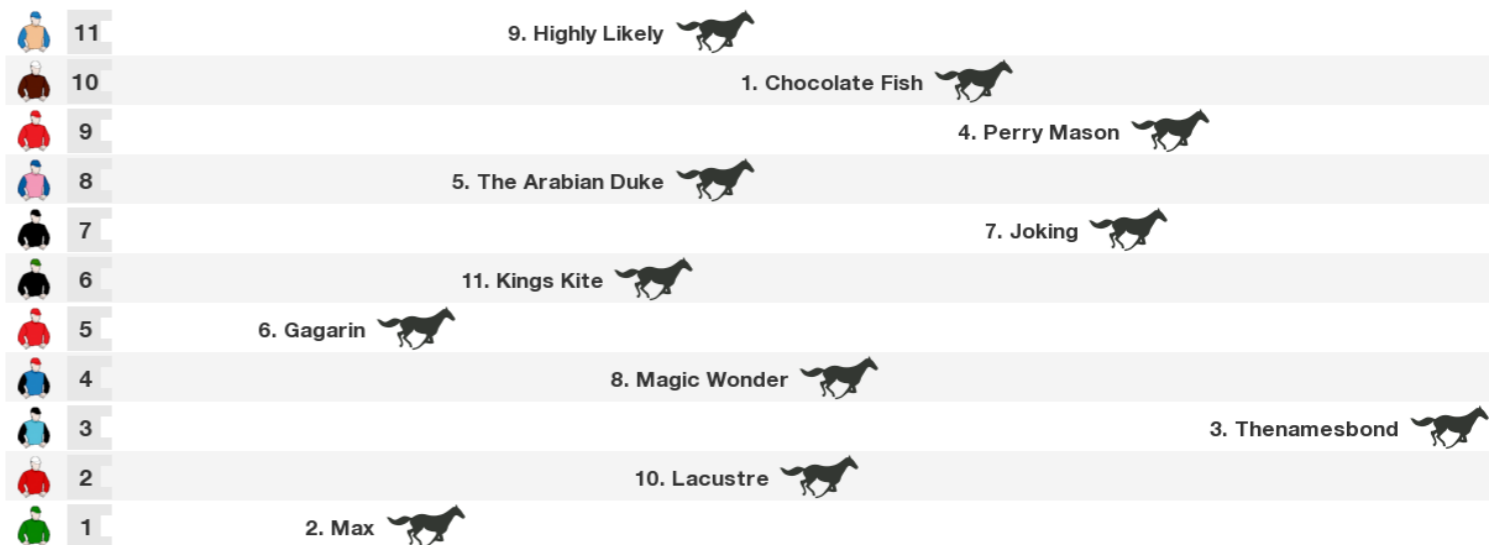 11 9. Highly Likely
10 1. Chocolate Fish
9 4. Perry Mason
8 5. The Arabian Duke
7 7. Joking
6 11. Kings Kite
5 6. Gagarin
4 8. Magic Wonder
3 3. Thenamesbond
2 10. Lacustre
1 2. Max